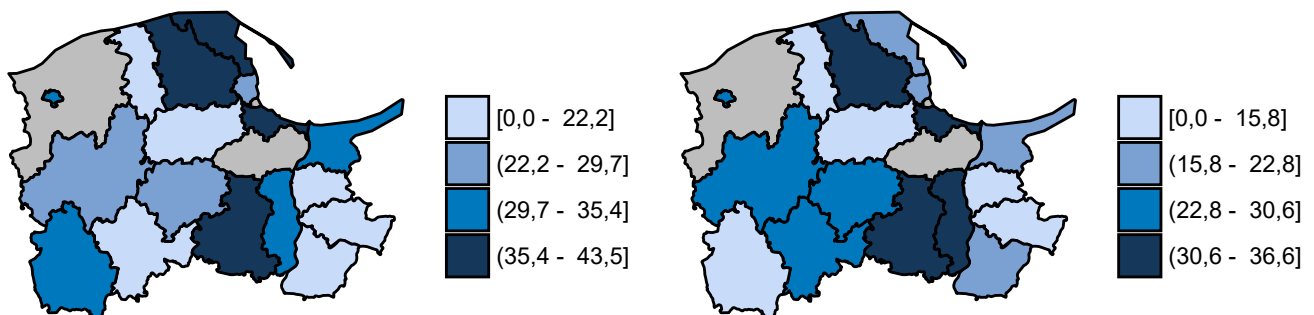 [0,0 - 22,2]
(22,2 - 29,7]
(29,7 - 35,4]
(35,4 - 43,5]
[0,0 - 15,8]
(15,8 - 22,8]
(22,8 - 30,6]
(30,6 - 36,6]